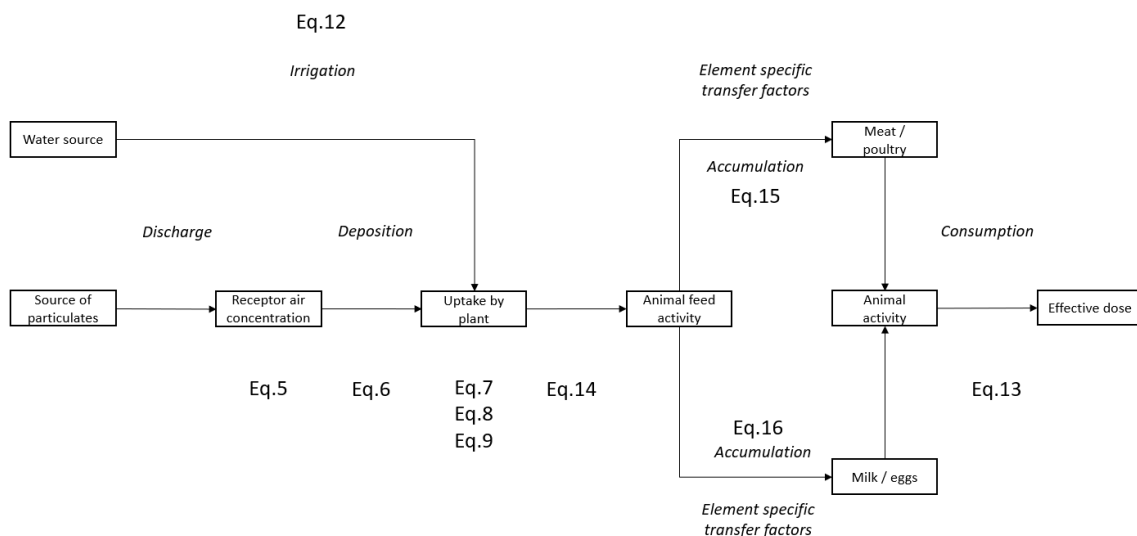 Eq.12
Irrigation
Element specific
transfer factors
Water source
Meat /
poultry
Accumulation
Eq.15
Discharge
Deposition
Consumption
Source of
particulates
Receptor air
concentration
Uptake by
plant
Animal feed
activity
Animal
activity
Effective dose
Eq.5
Eq.6
Eq.7
Eq.8
Eq.9
Eq.14
Eq.13
Eq.16
Accumulation
Milk / eggs
Element specific
transfer factors